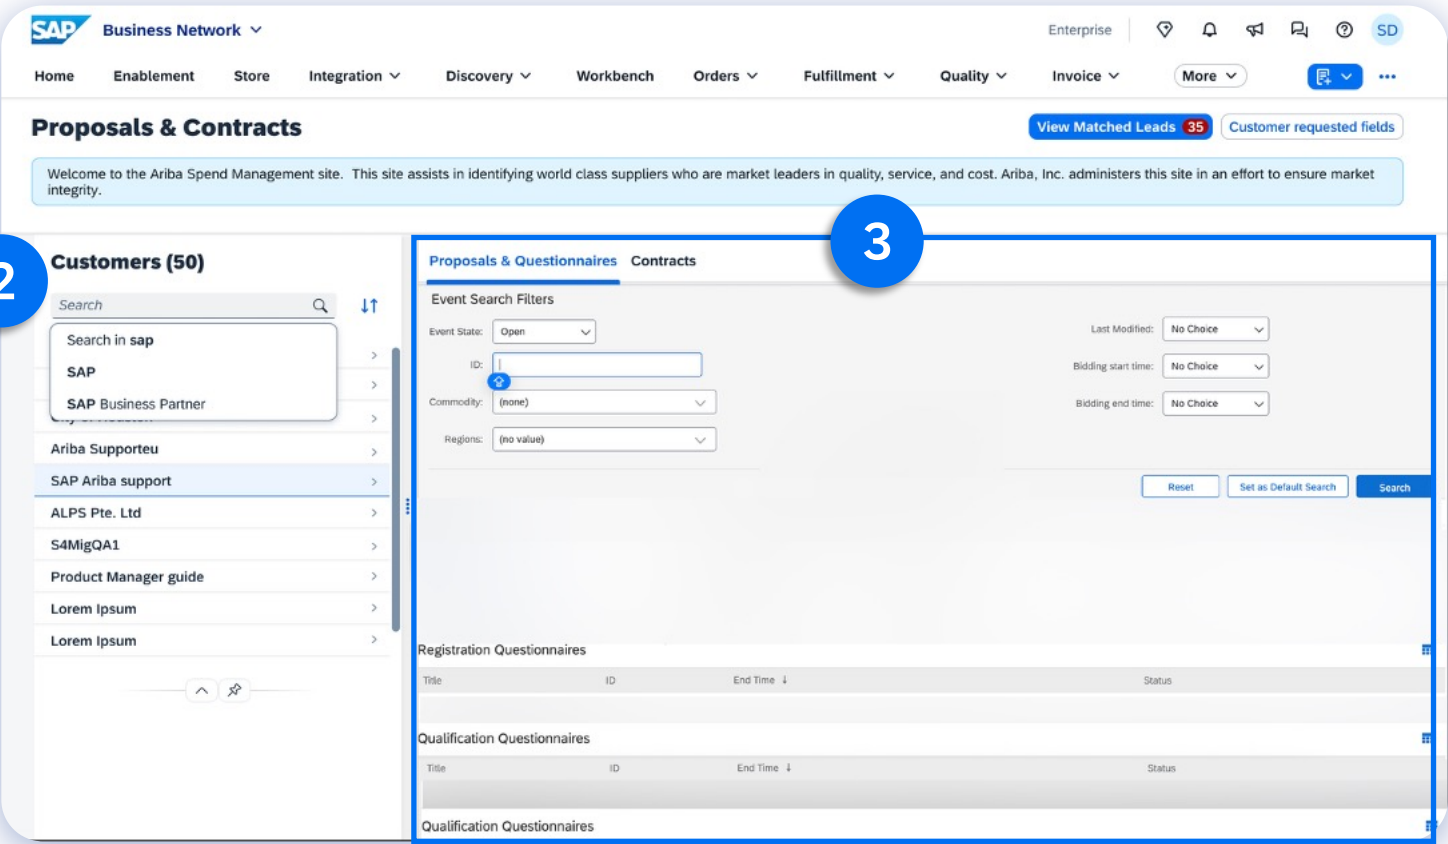 SAP Business Network Enterprise SD
Home Enablement Store Integration Discovery Workbench Orders Fulfillment Quality Invoice More
Proposals & Contracts
View Matched Leads 35 Customer requested fields
Welcome to the Ariba Spend Management site. This site assists in identifying world class suppliers who are market leaders in quality, service, and cost. Ariba, Inc. administers this site in an effort to ensure market
integrity.
2
3
Customers (50)
Search
Search in sap
SAP
SAP Business Partner
Ariba Supporteu
SAP Ariba support
ALPS Pte. Ltd
S4MigQA1
Product Manager guide
Lorem Ipsum
Lorem Ipsum
Proposals & Questionnaires Contracts
Event Search Filters
Event State: Open
ID:
Commodity: (none)
Regions: (no value)
Last Modified: No Choice
Bidding start time: No Choice
Bidding end time: No Choice
Reset Set as Default Search Search
Registration Questionnaires
Title ID End Time ↓ Status
Qualification Questionnaires
Title ID End Time ↓ Status
Qualification Questionnaires